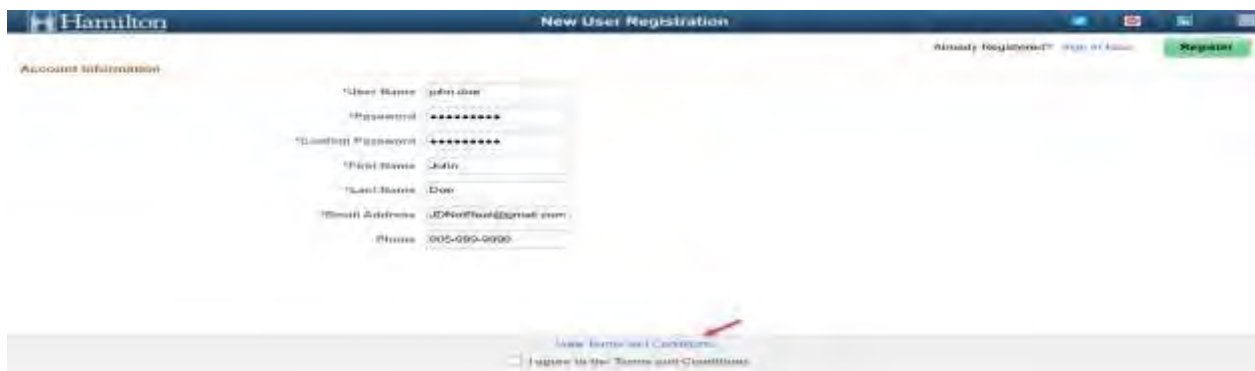 Hamilton New User Registration
Already Registered? Sign In Now Register
Account Information
*User Name john.doe
*Password •••••••••
*Confirm Password •••••••••
*First Name John
*Last Name Doe
*Email Address
Phone 905-999-9999
View Terms and Conditions
I agree to the Terms and Conditions